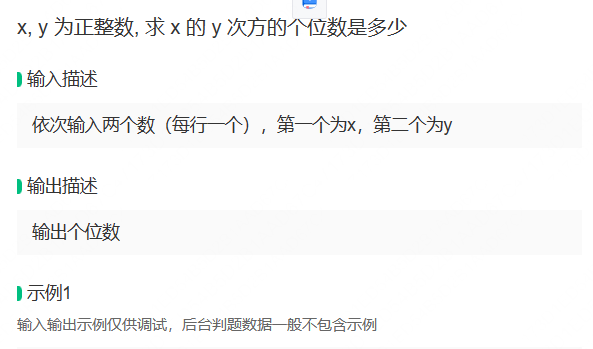 x, y 为正整数, 求 x 的 y 次方的个位数是多少
输入描述
依次输入两个数（每行一个），第一个为x，第二个为y
输出描述
输出个位数
示例1
输入输出示例仅供调试，后台判题数据一般不包含示例